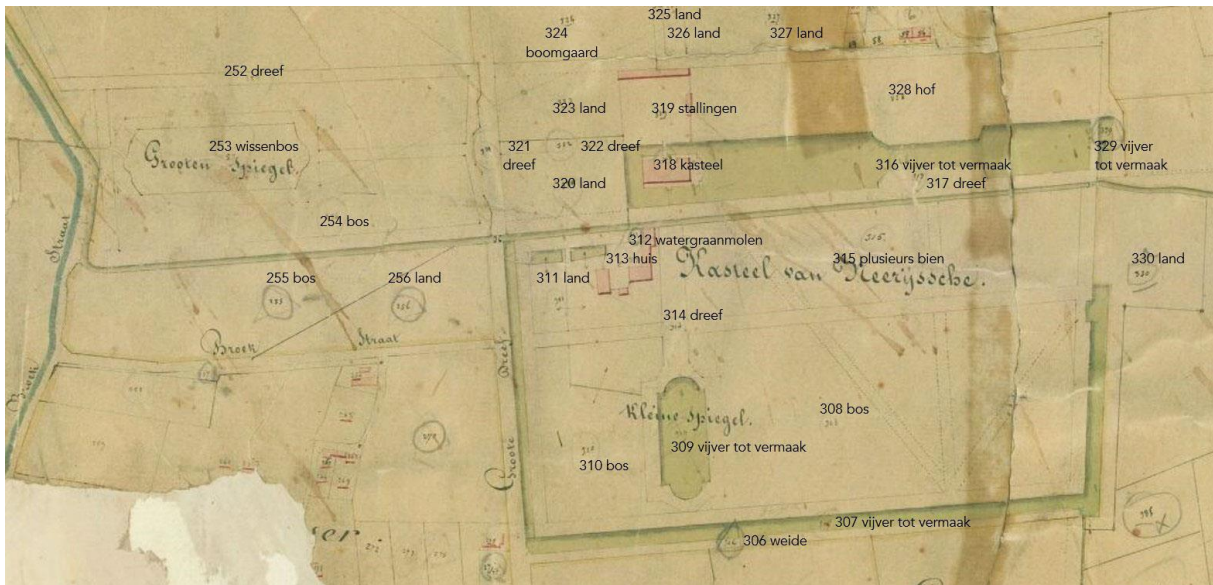 325 land
324
boomgaard
326 land
327 land
252 dreef
323 land
319 stallingen
328 hof
253 wissenbos
Grooten Spiegel.
321
dreef
322 dreef
318 kasteel
316 vijver tot vermaak
329 vijver
tot vermaak
320 land
317 dreef
254 bos
Straat
312 watergraanmolen
313 huis
315 plusieurs bien
330 land
255 bos
256 land
311 land
Kasteel van Neerijssche.
314 dreef
Broek Straat
Broek
Groote Dreef
Kleine Spiegel.
308 bos
309 vijver tot vermaak
310 bos
307 vijver tot vermaak
306 weide